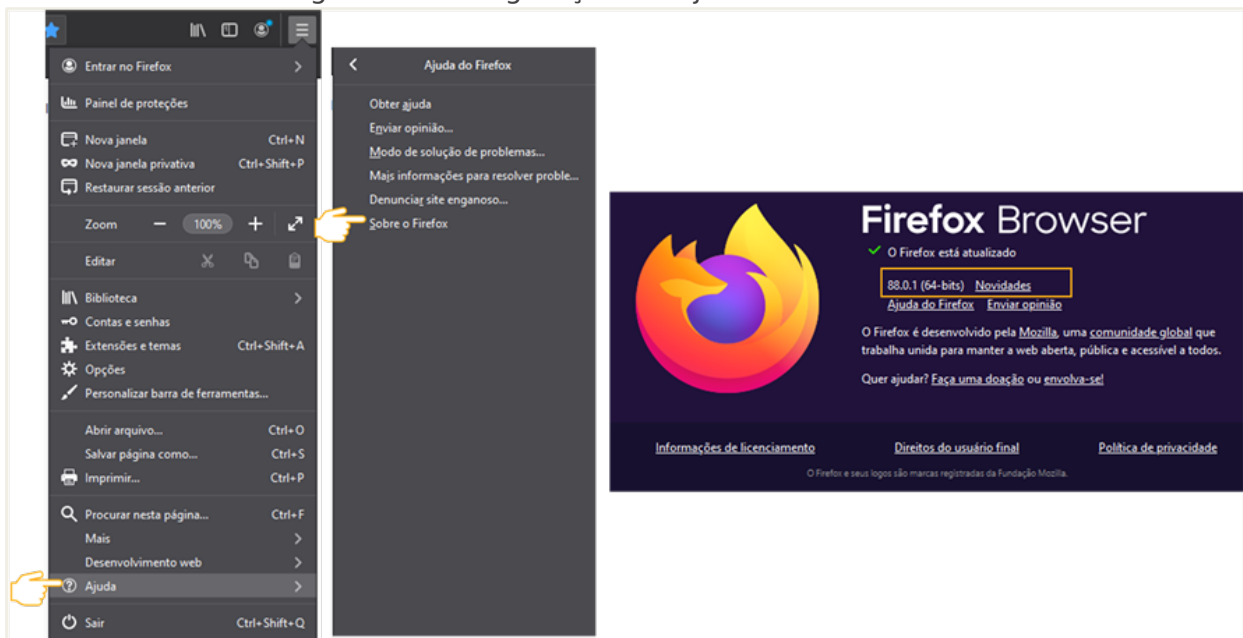 Entrar no Firefox
Painel de proteções
Nova janela Ctrl+N
Nova janela privativa Ctrl+Shift+P
Restaurar sessão anterior
Zoom 100%
Editar
Biblioteca
Contas e senhas
Extensões e temas Ctrl+Shift+A
Opções
Personalizar barra de ferramentas...
Abrir arquivo... Ctrl+O
Salvar página como... Ctrl+S
Imprimir... Ctrl+P
Procurar nesta página... Ctrl+F
Mais
Desenvolvimento web
Ajuda
Sair Ctrl+Shift+Q
Ajuda do Firefox
Obter ajuda
Enviar opinião...
Modo de solução de problemas...
Mais informações para resolver proble...
Denunciar site enganoso...
Sobre o Firefox
Firefox Browser
O Firefox está atualizado
88.0.1 (64-bits) Novidades
Ajuda do Firefox Enviar opinião
O Firefox é desenvolvido pela Mozilla, uma comunidade global que
trabalha unida para manter a web aberta, pública e acessível a todos.
Quer ajudar? Faça uma doação ou envolva-se!
Informações de licenciamento Direitos do usuário final Política de privacidade
O Firefox e seus logos são marcas registradas da Fundação Mozilla.